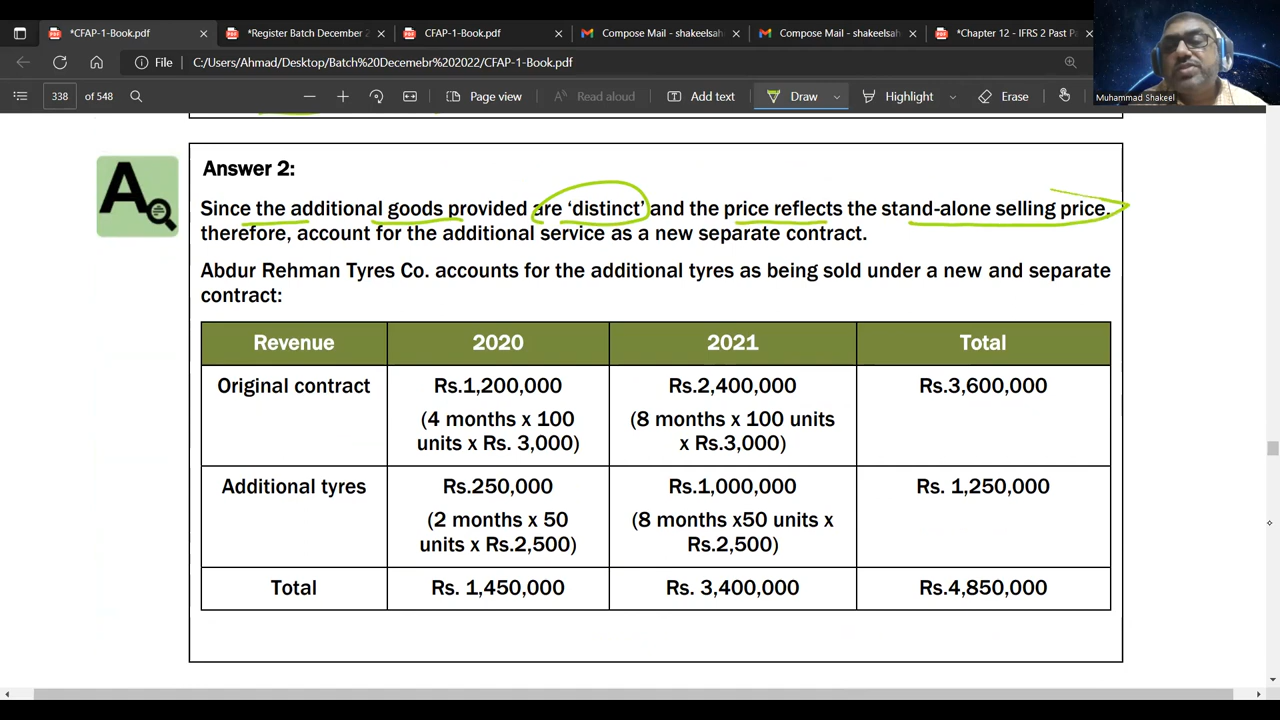 *CFAP-1-Book.pdf
*Register Batch December 2
CFAP-1-Book.pdf
Compose Mail - shakeelsah
Compose Mail - shakeelsah
*Chapter 12 - IFRS 2 Past Pa
File
C:/Users/Ahmad/Desktop/Batch%20Decemebr%202022/CFAP-1-Book.pdf
338 of 548
Page view
Read aloud
Add text
Draw
Highlight
Erase
Muhammad Shakeel
A
Answer 2:
Since the additional goods provided are ‘distinct’ and the price reflects the stand-alone selling price,
therefore, account for the additional service as a new separate contract.
Abdur Rehman Tyres Co. accounts for the additional tyres as being sold under a new and separate
contract:
Revenue 2020 2021 Total
Original contract Rs.1,200,000 Rs.2,400,000 Rs.3,600,000
(4 months x 100 (8 months x 100 units
units x Rs. 3,000) x Rs.3,000)
Additional tyres Rs.250,000 Rs.1,000,000 Rs. 1,250,000
(2 months x 50 (8 months x50 units x
units x Rs.2,500) Rs.2,500)
Total Rs. 1,450,000 Rs. 3,400,000 Rs.4,850,000